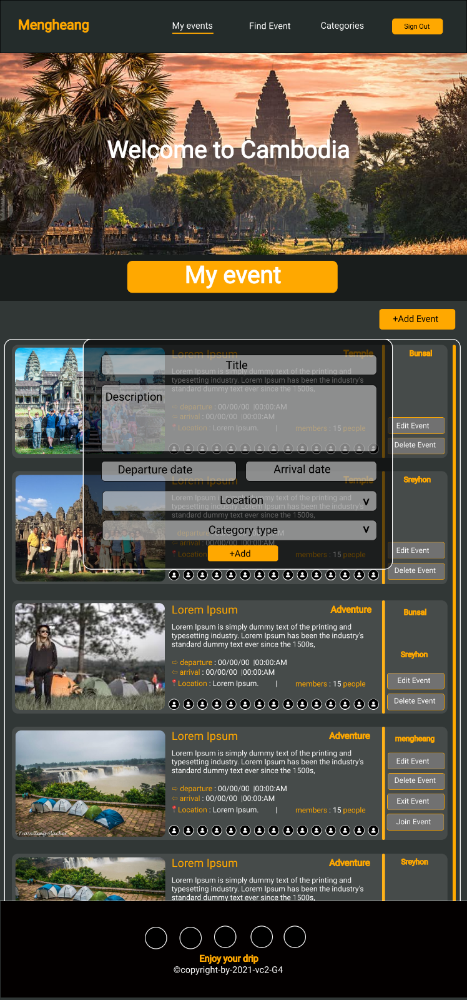 Mengheang
My events
Find Event
Categories
Sign Out
Welcome to Cambodia
My event
+Add Event
Lorem Ipsum
Temple
Bunsal
Title
Lorem Ipsum is simply dummy text of the printing and
typesetting industry. Lorem Ipsum has been the industry's
standard dummy text ever since the 1500s,
Description
⇨ departure : 00/00/00 |00:00:AM
⇦ arrival : 00/00/00 |00:00:AM
Location : Lorem Ipsum. |
members : 15 people
Edit Event
Delete Event
Departure date
Arrival date
Lorem Ipsum
Temple
Sreyhon
Lorem Ipsum is simply dummy text of the printing and
typesetting industry. Lorem Ipsum has been the industry's
standard dummy text ever since the 1500s,
Location
v
Category type
v
departure
AM
⇦ arrival : 00/00/00 |00:00:AM
Location
members : 15 people
+Add
Edit Event
Delete Event
Lorem Ipsum
Adventure
Bunsal
Lorem Ipsum is simply dummy text of the printing and
typesetting industry. Lorem Ipsum has been the industry's
standard dummy text ever since the 1500s,
Sreyhon
⇨ departure : 00/00/00 |00:00:AM
⇦ arrival : 00/00/00 |00:00:AM
Location : Lorem Ipsum. |
members : 15 people
Edit Event
Delete Event
Lorem Ipsum
Adventure
mengheang
Lorem Ipsum is simply dummy text of the printing and
typesetting industry. Lorem Ipsum has been the industry's
standard dummy text ever since the 1500s,
⇨ departure : 00/00/00 |00:00:AM
⇦ arrival : 00/00/00 |00:00:AM
Location : Lorem Ipsum. |
members : 15 people
Edit Event
Delete Event
Exit Event
Join Event
Travelling Slacker
Lorem Ipsum
Adventure
Sreyhon
Lorem Ipsum is simply dummy text of the printing and
typesetting industry. Lorem Ipsum has been the industry's
standard dummy text ever since the 1500s,
Enjoy your drip
©copyright-by-2021-vc2-G4